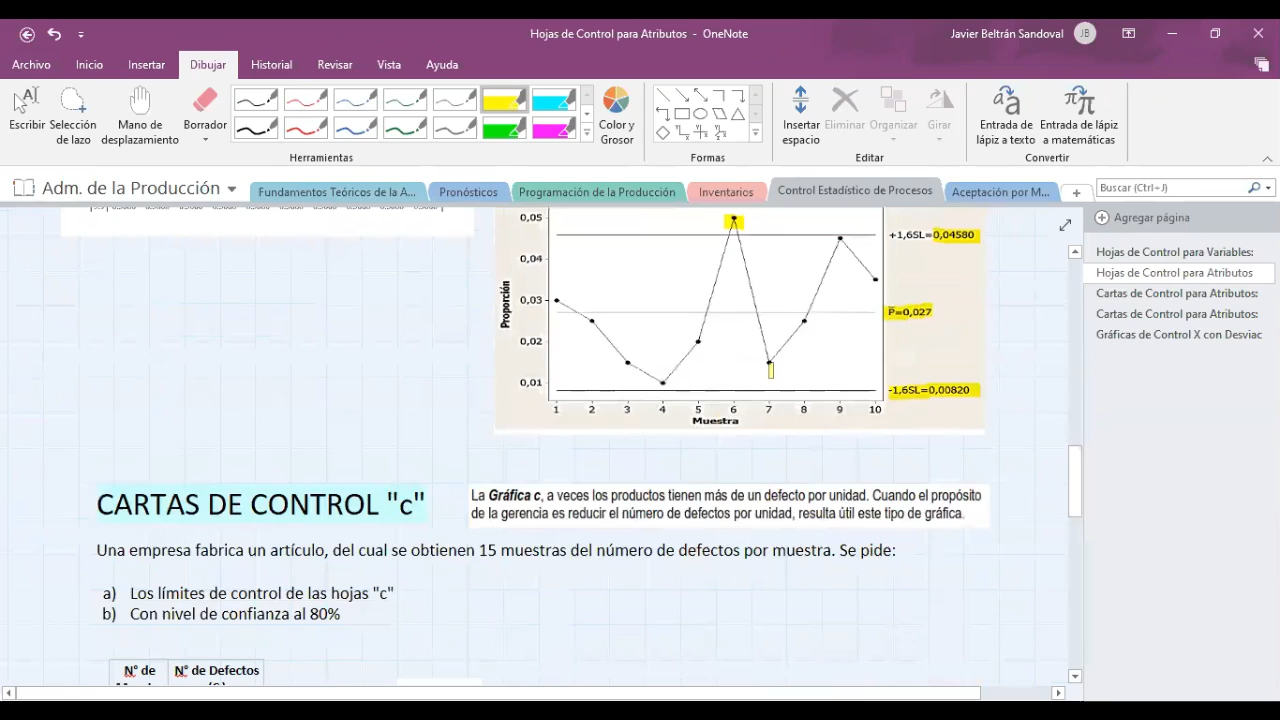 Hojas de Control para Atributos - OneNote
Javier Beltrán Sandoval
JB
Archivo
Inicio
Insertar
Dibujar
Historial
Revisar
Vista
Ayuda
Escribir
Selección
de lazo
Mano de
desplazamiento
Borrador
Color y
Grosor
Insertar
espacio
Eliminar
Organizar
Girar
Entrada de
lápiz a texto
Entrada de lápiz
a matemáticas
Herramientas
Formas
Editar
Convertir
Adm. de la Producción
Fundamentos Teóricos de la A...
Pronósticos
Programación de la Producción
Inventarios
Control Estadístico de Procesos
Aceptación por M...
Buscar (Ctrl+J)
Agregar página
Hojas de Control para Variables:
Hojas de Control para Atributos
Cartas de Control para Atributos:
Cartas de Control para Atributos:
Gráficas de Control X con Desviac
0,05
0,04
0,03
0,02
0,01
Proporción
+1,6SL=0,04580
P̅=0,027
-1,6SL=0,00820
1 2 3 4 5 6 7 8 9 10
Muestra
CARTAS DE CONTROL "c"
La Gráfica c, a veces los productos tienen más de un defecto por unidad. Cuando el propósito
de la gerencia es reducir el número de defectos por unidad, resulta útil este tipo de gráfica.
Una empresa fabrica un artículo, del cual se obtienen 15 muestras del número de defectos por muestra. Se pide:
a) Los límites de control de las hojas "c"
b) Con nivel de confianza al 80%
N° de
N° de Defectos